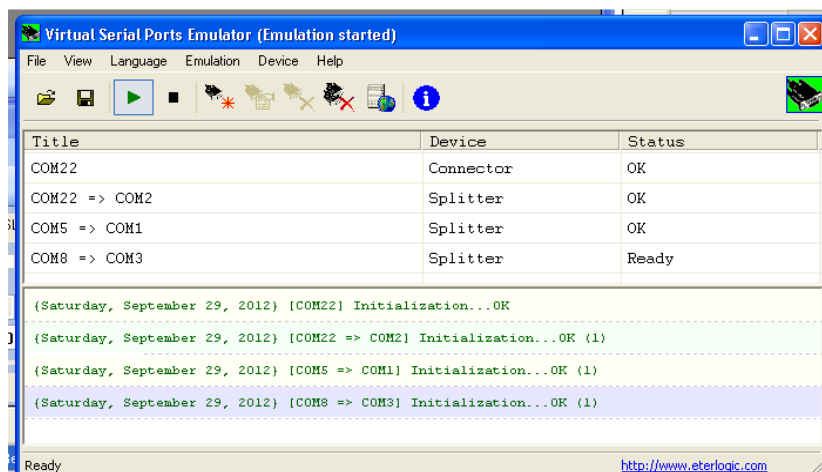 Virtual Serial Ports Emulator (Emulation started)
File View Language Emulation Device Help
Title Device Status
COM22 Connector OK
COM22 => COM2 Splitter OK
COM5 => COM1 Splitter OK
COM8 => COM3 Splitter Ready
{Saturday, September 29, 2012} [COM22] Initialization...OK
{Saturday, September 29, 2012} [COM22 => COM2] Initialization...OK (1)
{Saturday, September 29, 2012} [COM5 => COM1] Initialization...OK (1)
{Saturday, September 29, 2012} [COM8 => COM3] Initialization...OK (1)
Ready http://www.eterlogic.com